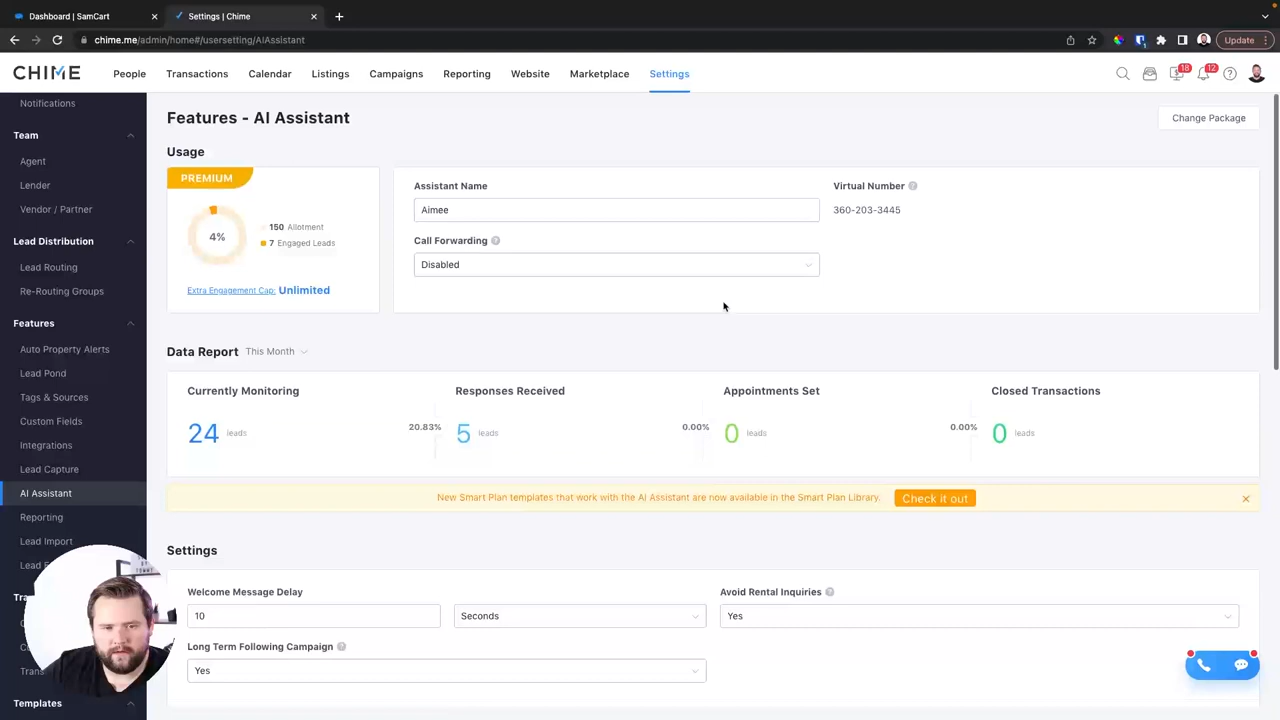 Dashboard | SamCart
Settings | Chime
chime.me/admin/home#/usersetting/AIAssistant
Update
CHIME
People
Transactions
Calendar
Listings
Campaigns
Reporting
Website
Marketplace
Settings
18
12
Notifications
Team
Agent
Lender
Vendor / Partner
Lead Distribution
Lead Routing
Re-Routing Groups
Features
Auto Property Alerts
Lead Pond
Tags & Sources
Custom Fields
Integrations
Lead Capture
AI Assistant
Reporting
Lead Import
Lead
Trans
Templates
Features - AI Assistant
Change Package
Usage
PREMIUM
4%
150 Allotment
7 Engaged Leads
Extra Engagement Cap: Unlimited
Assistant Name
Aimee
Virtual Number
360-203-3445
Call Forwarding
Disabled
Data Report
This Month
Currently Monitoring
24 leads
20.83%
Responses Received
5 leads
0.00%
Appointments Set
0 leads
0.00%
Closed Transactions
0 leads
New Smart Plan templates that work with the AI Assistant are now available in the Smart Plan Library.
Check it out
Settings
Welcome Message Delay
10
Seconds
Avoid Rental Inquiries
Yes
Long Term Following Campaign
Yes